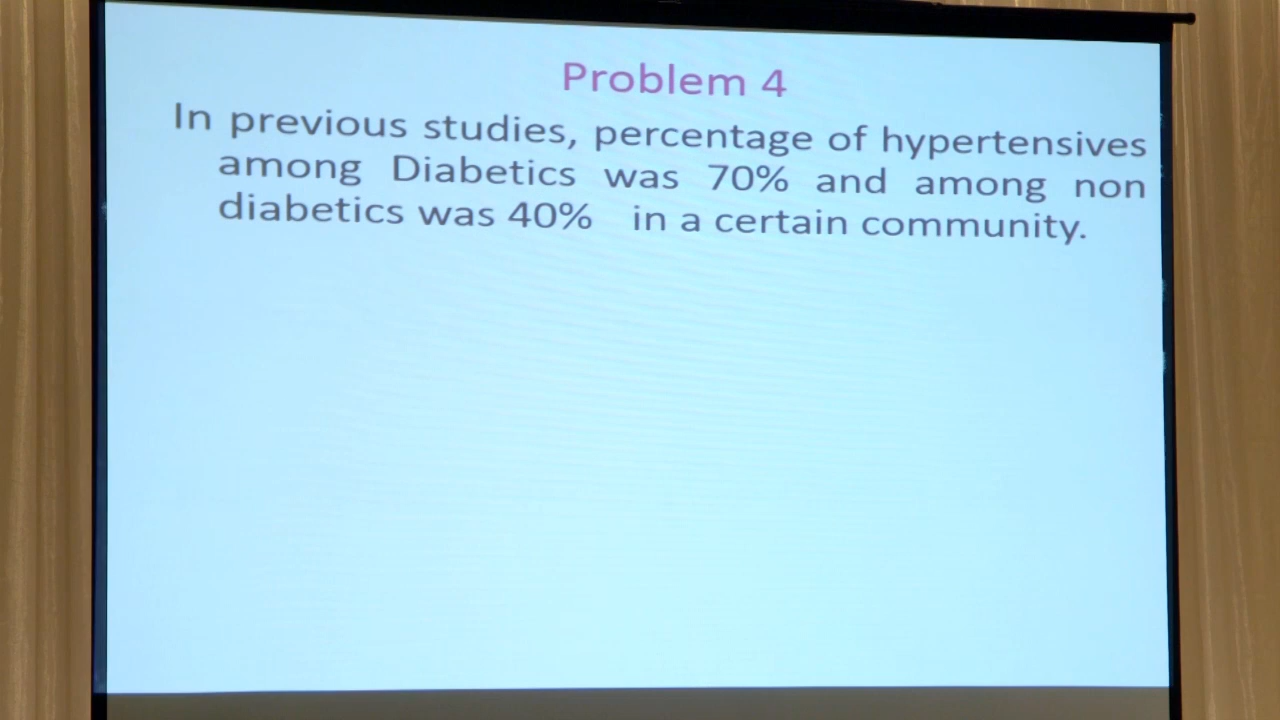 Problem 4
In previous studies, percentage of hypertensives
among Diabetics was 70% and among non
diabetics was 40% in a certain community.